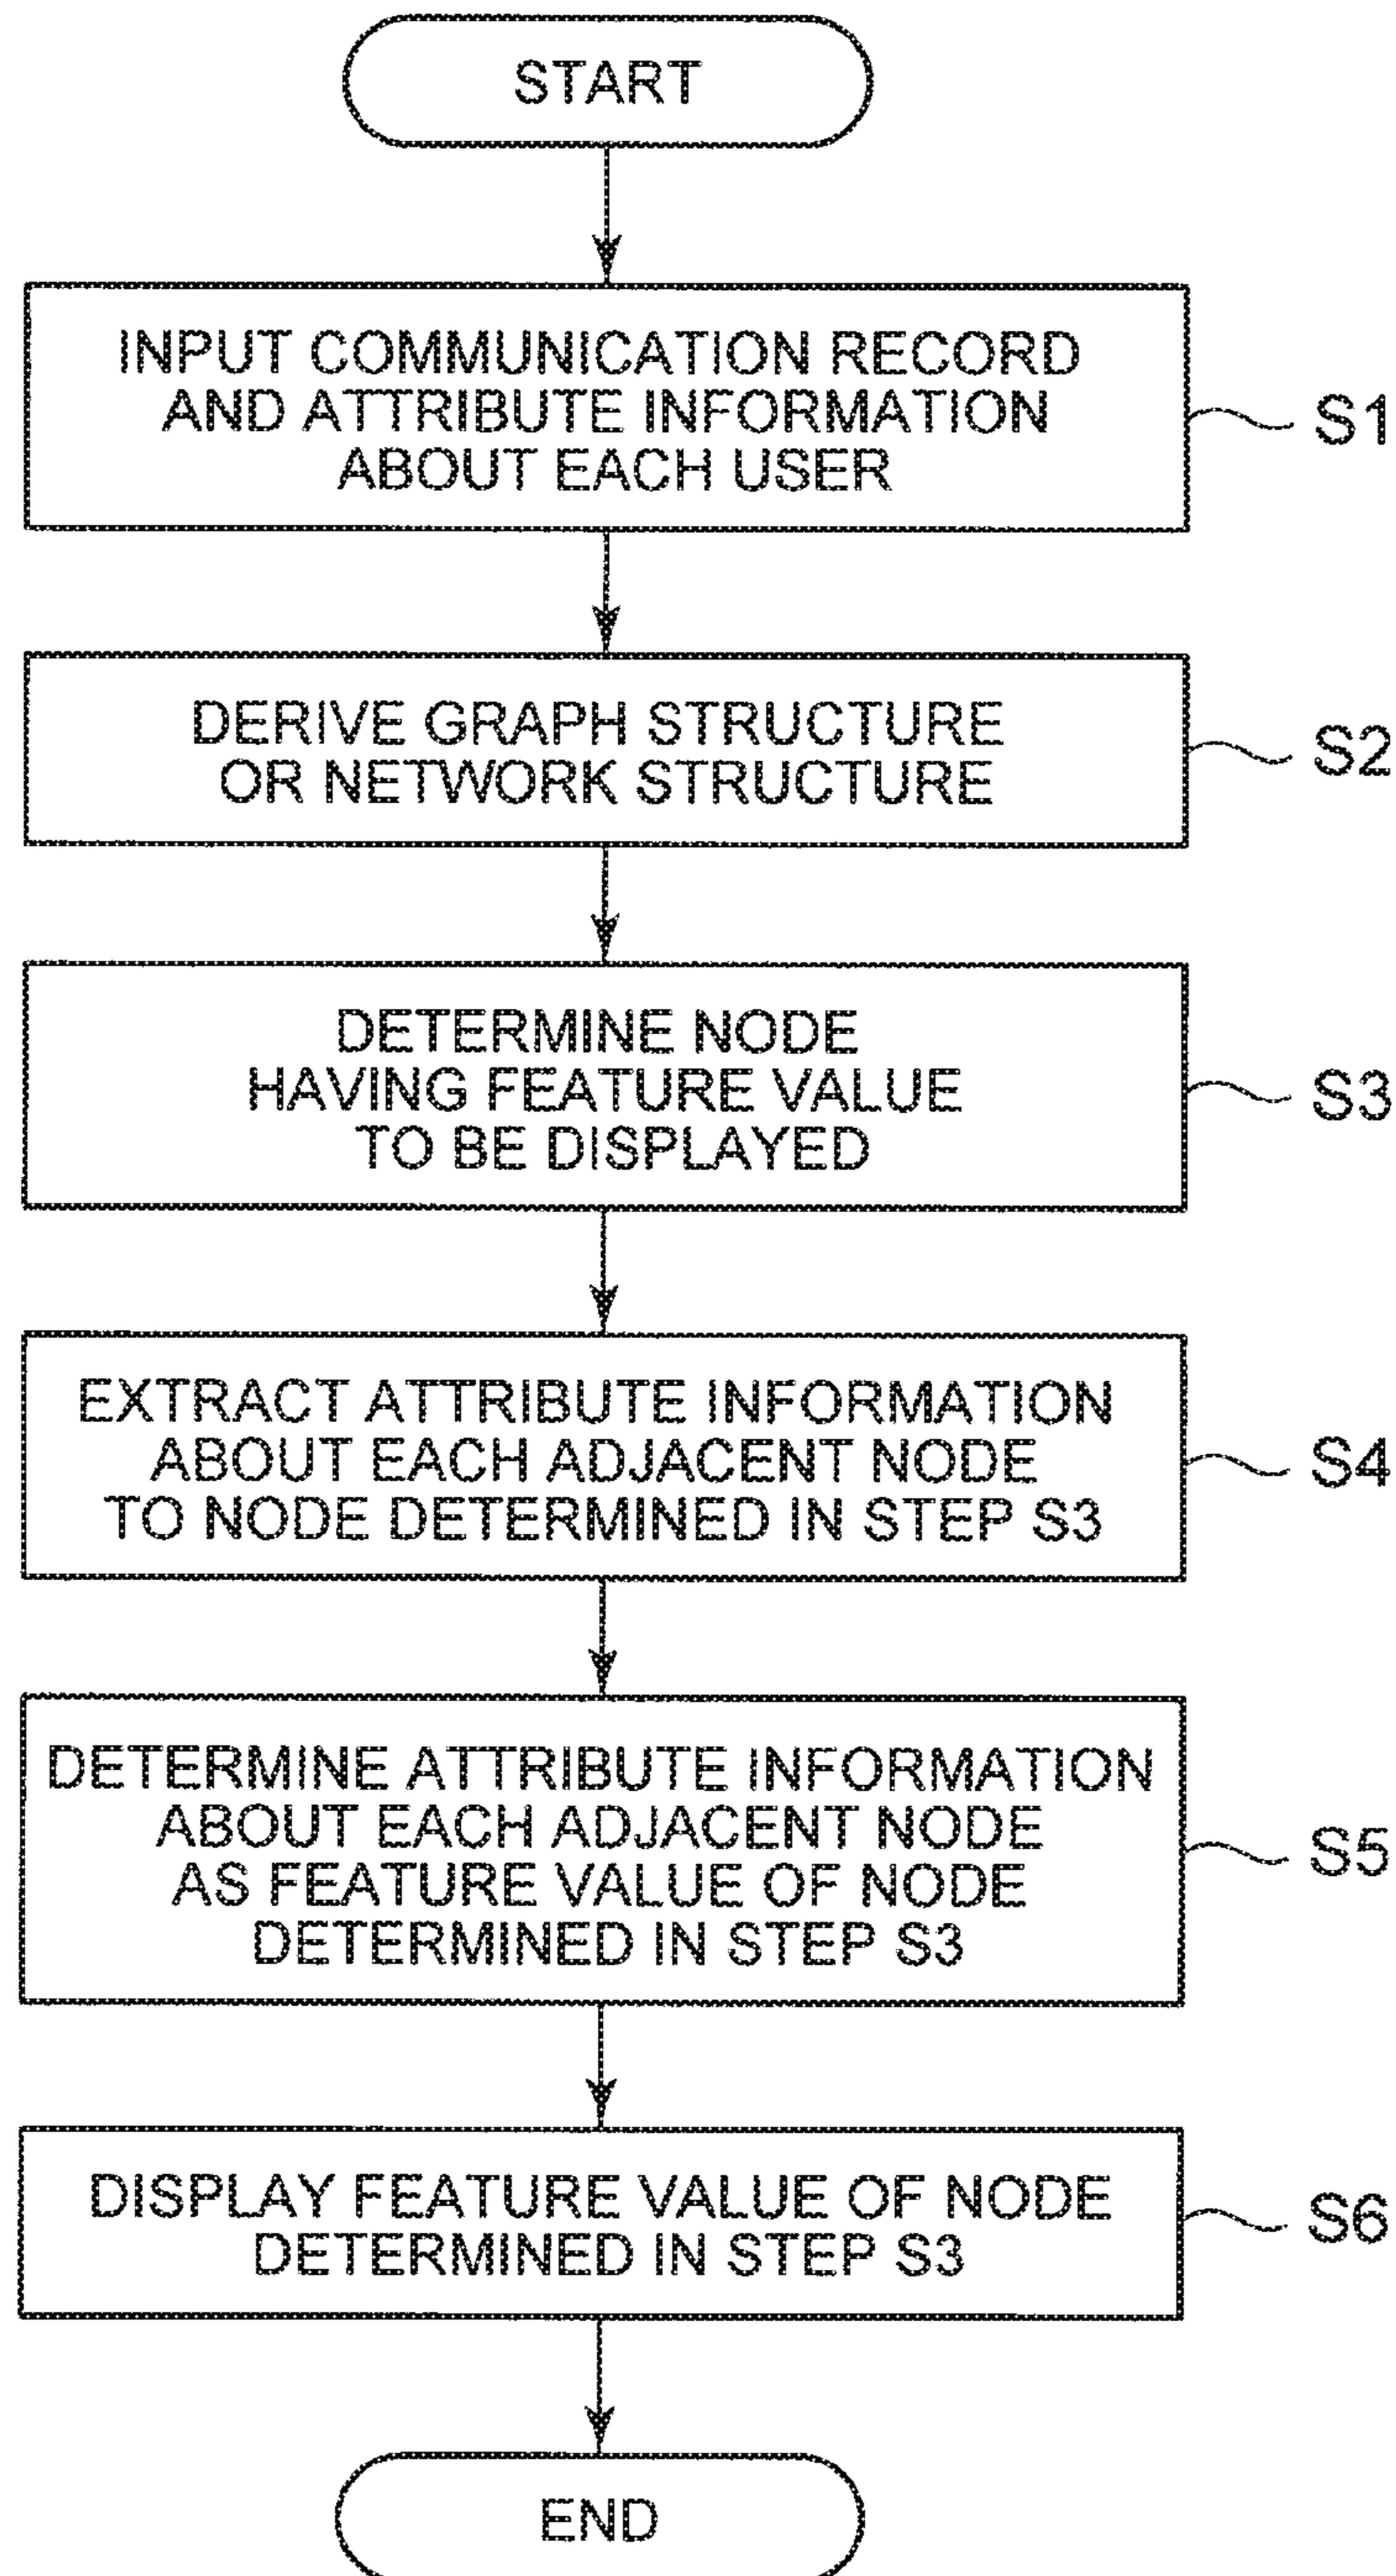 START
INPUT COMMUNICATION RECORD
AND ATTRIBUTE INFORMATION
ABOUT EACH USER
S1
DERIVE GRAPH STRUCTURE
OR NETWORK STRUCTURE
S2
DETERMINE NODE
HAVING FEATURE VALUE
TO BE DISPLAYED
S3
EXTRACT ATTRIBUTE INFORMATION
ABOUT EACH ADJACENT NODE
TO NODE DETERMINED IN STEP S3
S4
DETERMINE ATTRIBUTE INFORMATION
ABOUT EACH ADJACENT NODE
AS FEATURE VALUE OF NODE
DETERMINED IN STEP S3
S5
DISPLAY FEATURE VALUE OF NODE
DETERMINED IN STEP S3
S6
END